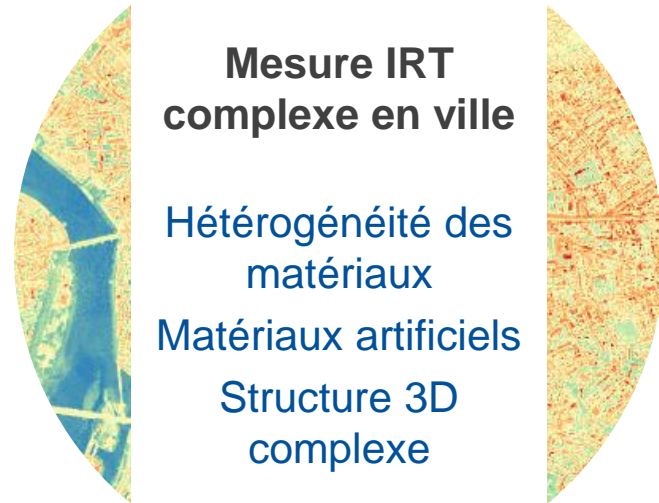 Mesure IRT
complexe en ville
Hétérogénéité des
matériaux
Matériaux artificiels
Structure 3D
complexe